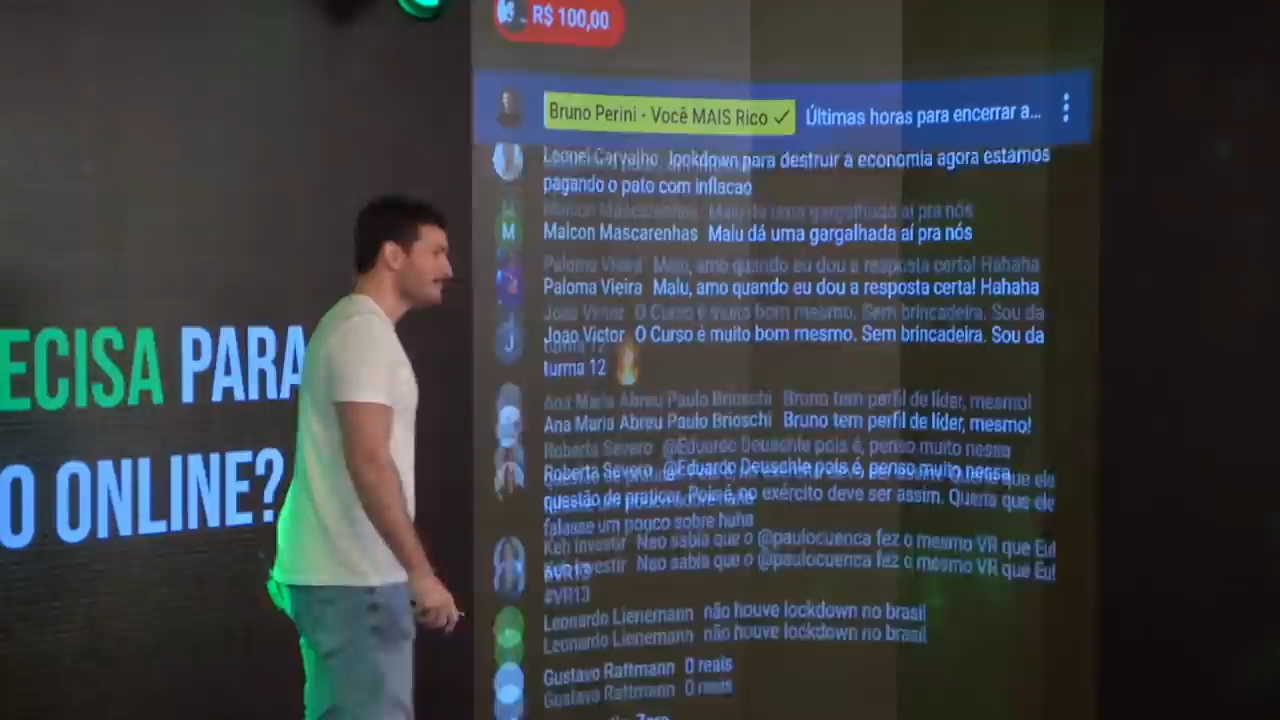 R$ 100,00
Bruno Perini - Você MAIS Rico ✓ Últimas horas para encerrar a...
Leonel Carvalho lockdown para destruir a economia agora estamos
pagando o pato com inflacao
M Maicon Mascarenhas Malu dá uma gargalhada aí pra nós
Paloma Vieira Malu, amo quando eu dou a resposta certa! Hahaha
J Joao Victor O Curso é muito bom mesmo. Sem brincadeira. Sou da
turma 12
Ana Maria Abreu Paulo Brioschi Bruno tem perfil de líder, mesmo!
Roberta Severo @Eduardo Deuschle pois é, penso muito nessa
questão de praticar. Pois é, no exército deve ser assim. Queria que ele
falasse um pouco sobre
Keh Investir Nao sabia que o @paulocuenca fez o mesmo VR que Eu!
#VR13
Leonardo Lienemann não houve lockdown no brasil
Gustavo Rattmann 0 reais
ECISA PARA
O ONLINE?